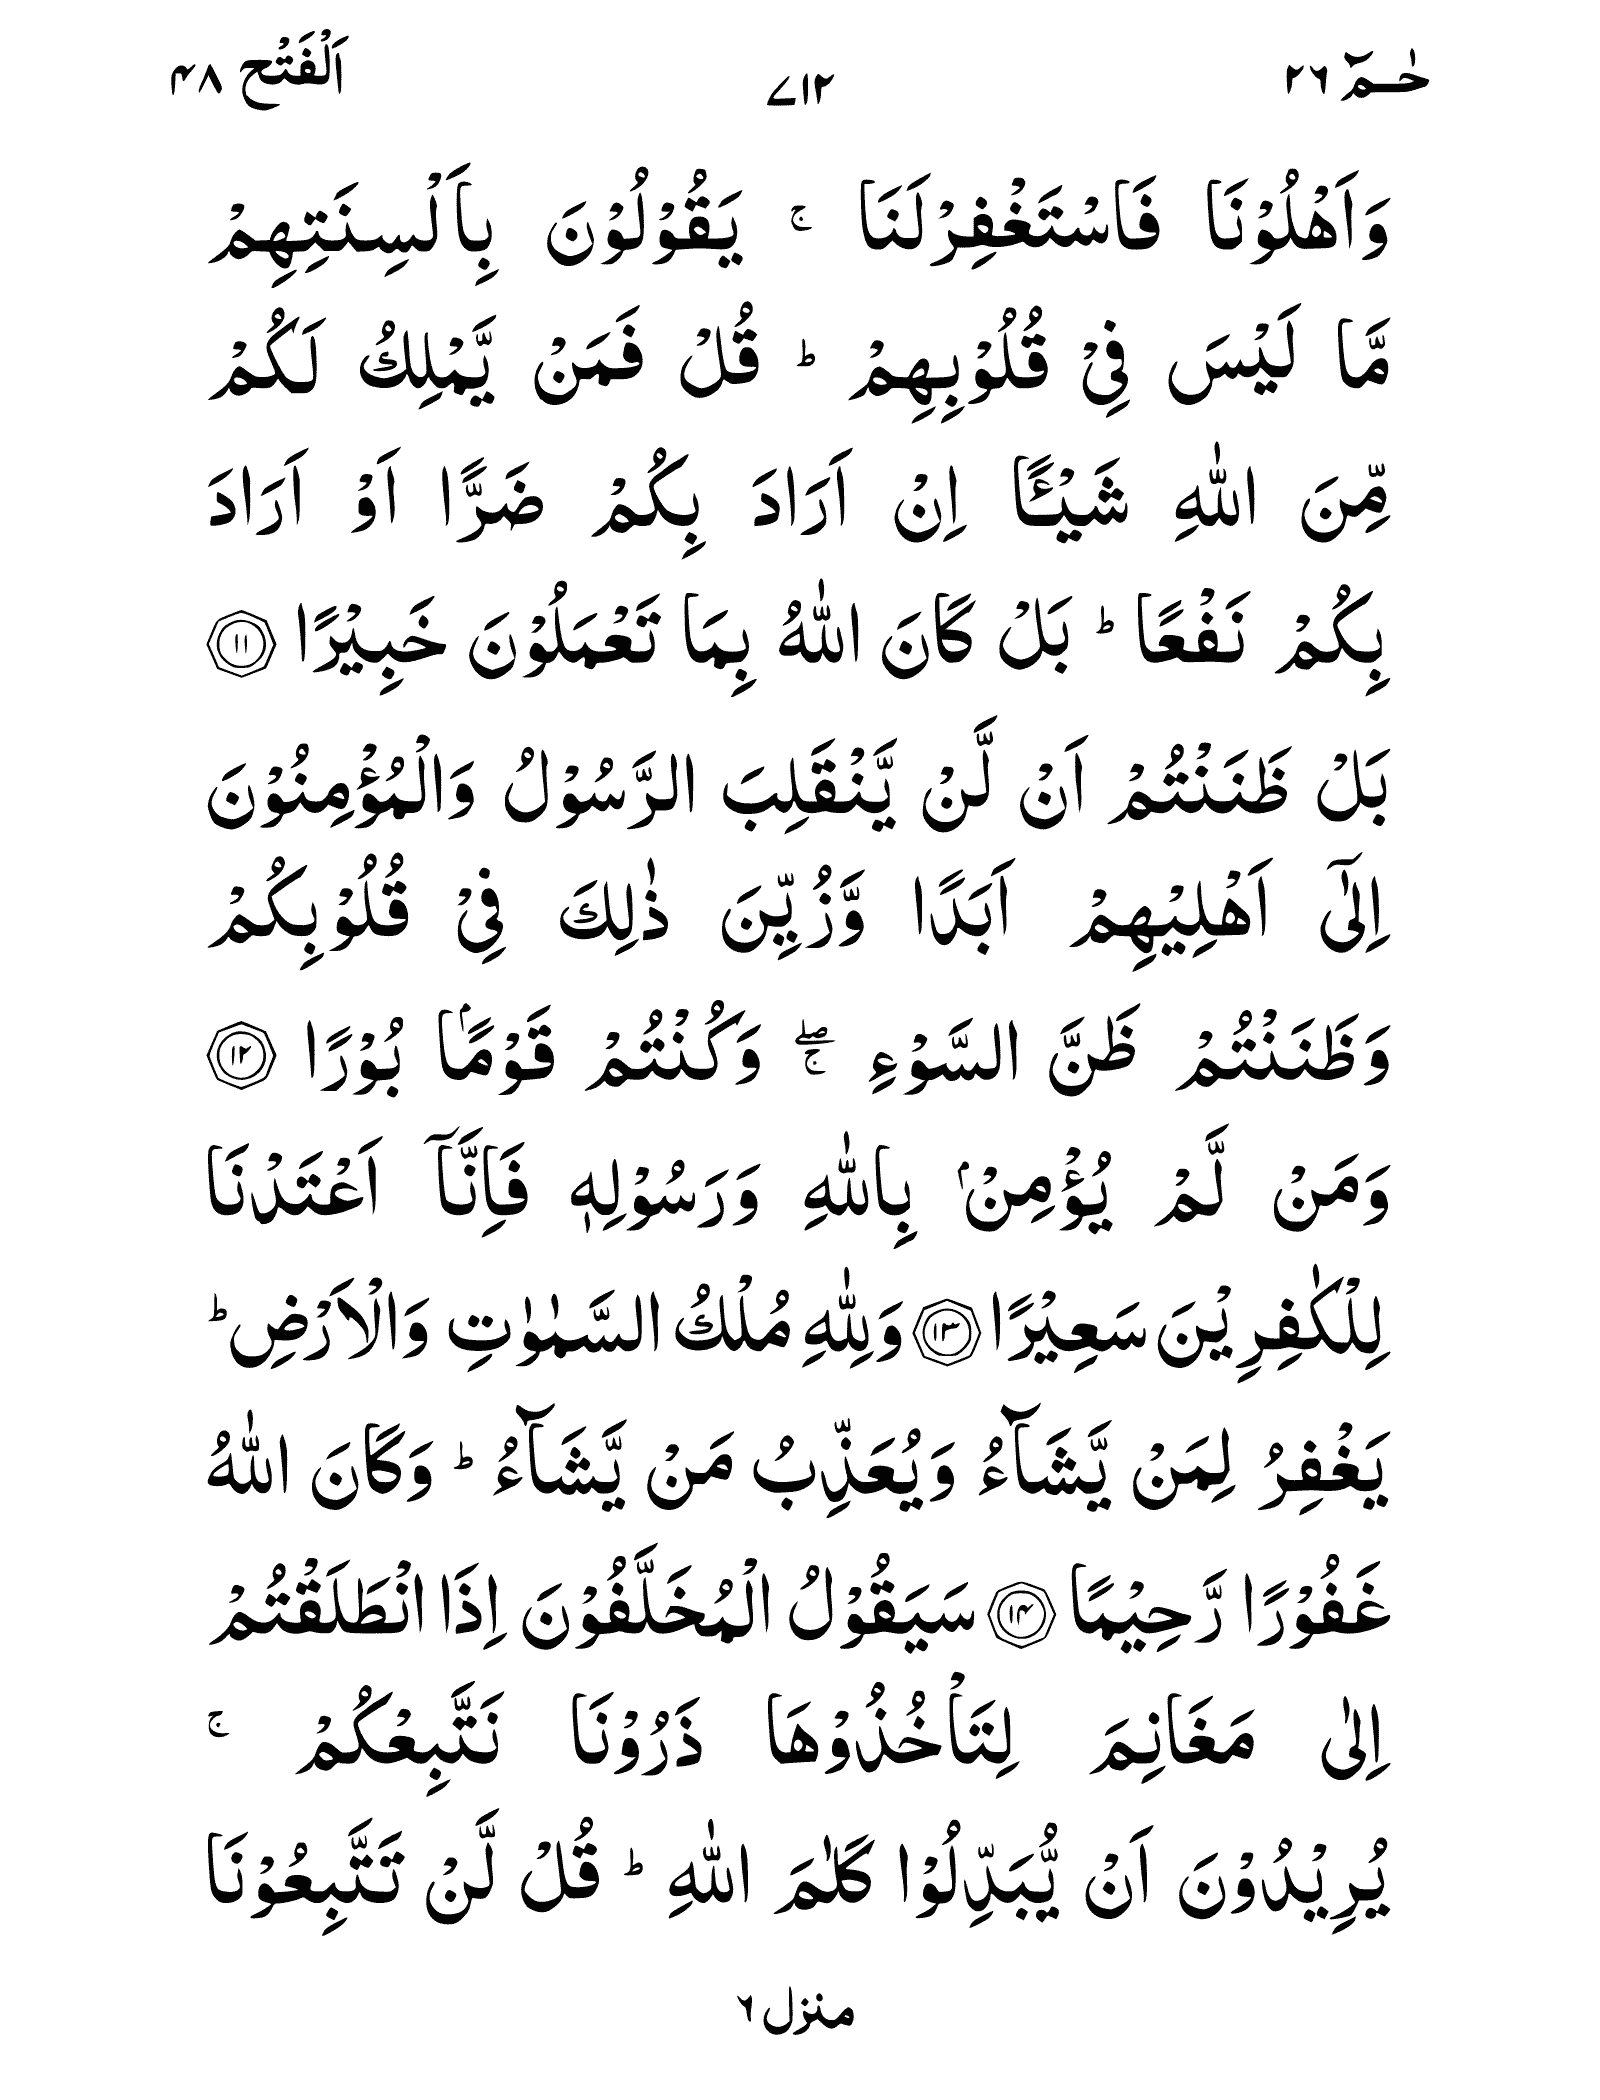 حٰـمٓ ٢٦ ٧١٢ اَلْفَتْح ٤٨
وَاَهْلُوْنَا فَاسْتَغْفِرْ لَنَا ۚ يَقُوْلُوْنَ بِاَلْسِنَتِهِمْ
مَّا لَيْسَ فِيْ قُلُوْبِهِمْ ؕ قُلْ فَمَنْ يَّمْلِكُ لَكُمْ
مِّنَ اللّٰهِ شَيْـًٔا اِنْ اَرَادَ بِكُمْ ضَرًّا اَوْ اَرَادَ
بِكُمْ نَفْعًا ؕ بَلْ كَانَ اللّٰهُ بِمَا تَعْمَلُوْنَ خَبِيْرًا ۝١١
بَلْ ظَنَنْتُمْ اَنْ لَّنْ يَّنْقَلِبَ الرَّسُوْلُ وَالْمُؤْمِنُوْنَ
اِلٰٓى اَهْلِيْهِمْ اَبَدًا وَّزُيِّنَ ذٰلِكَ فِيْ قُلُوْبِكُمْ
وَظَنَنْتُمْ ظَنَّ السَّوْءِ ۖۚ وَكُنْتُمْ قَوْمًۢا بُوْرًا ۝١٢
وَمَنْ لَّمْ يُؤْمِنْۢ بِاللّٰهِ وَرَسُوْلِهٖ فَاِنَّآ اَعْتَدْنَا
لِلْكٰفِرِيْنَ سَعِيْرًا ۝١٣ وَلِلّٰهِ مُلْكُ السَّمٰوٰتِ وَالْاَرْضِ ؕ
يَغْفِرُ لِمَنْ يَّشَآءُ وَيُعَذِّبُ مَنْ يَّشَآءُ ؕ وَكَانَ اللّٰهُ
غَفُوْرًا رَّحِيْمًا ۝١٤ سَيَقُوْلُ الْمُخَلَّفُوْنَ اِذَا انْطَلَقْتُمْ
اِلٰى مَغَانِمَ لِتَاْخُذُوْهَا ذَرُوْنَا نَتَّبِعْكُمْ ۚ
يُرِيْدُوْنَ اَنْ يُّبَدِّلُوْا كَلٰمَ اللّٰهِ ؕ قُلْ لَّنْ تَتَّبِعُوْنَا
منزل ٦